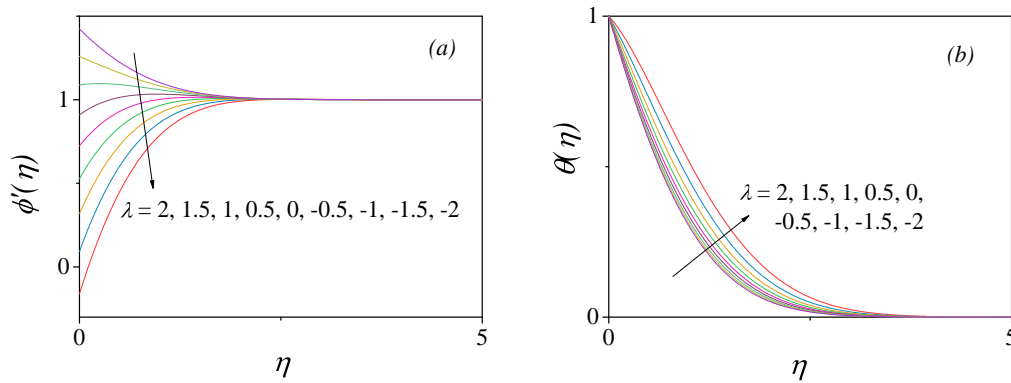 (a)
1
0
ϕ'(η)
λ = 2, 1.5, 1, 0.5, 0, -0.5, -1, -1.5, -2
0
5
η
(b)
1
0
θ(η)
λ = 2, 1.5, 1, 0.5, 0,
-0.5, -1, -1.5, -2
0
5
η